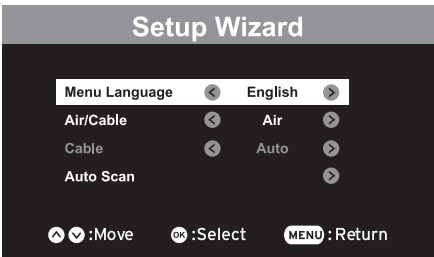 Setup Wizard
Menu Language < English >
Air/Cable < Air >
Cable < Auto >
Auto Scan >
:Move OK :Select MENU : Return